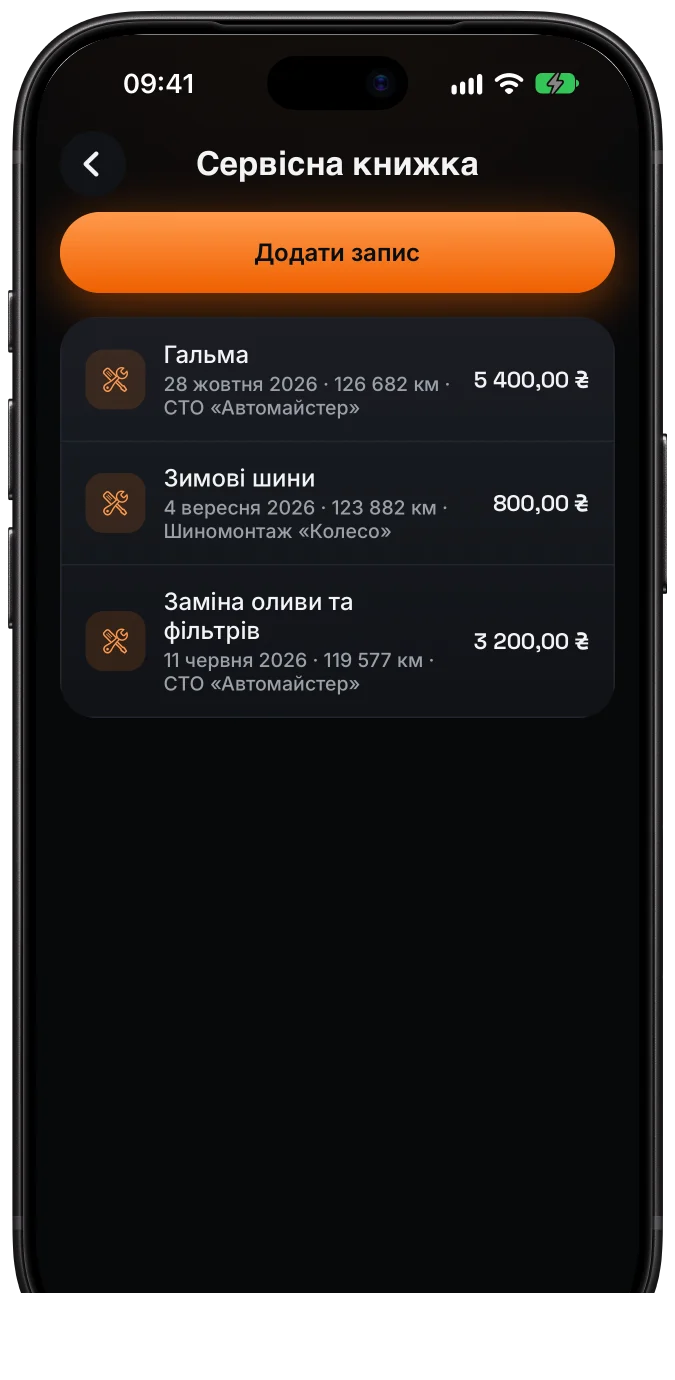 09:41
Сервісна книжка
Додати запис
Гальма
28 жовтня 2026 · 126 682 км ·
СТО «Автомайстер»
5 400,00 ₴
Зимові шини
4 вересня 2026 · 123 882 км ·
Шиномонтаж «Колесо»
800,00 ₴
Заміна оливи та
фільтрів
11 червня 2026 · 119 577 км ·
СТО «Автомайстер»
3 200,00 ₴